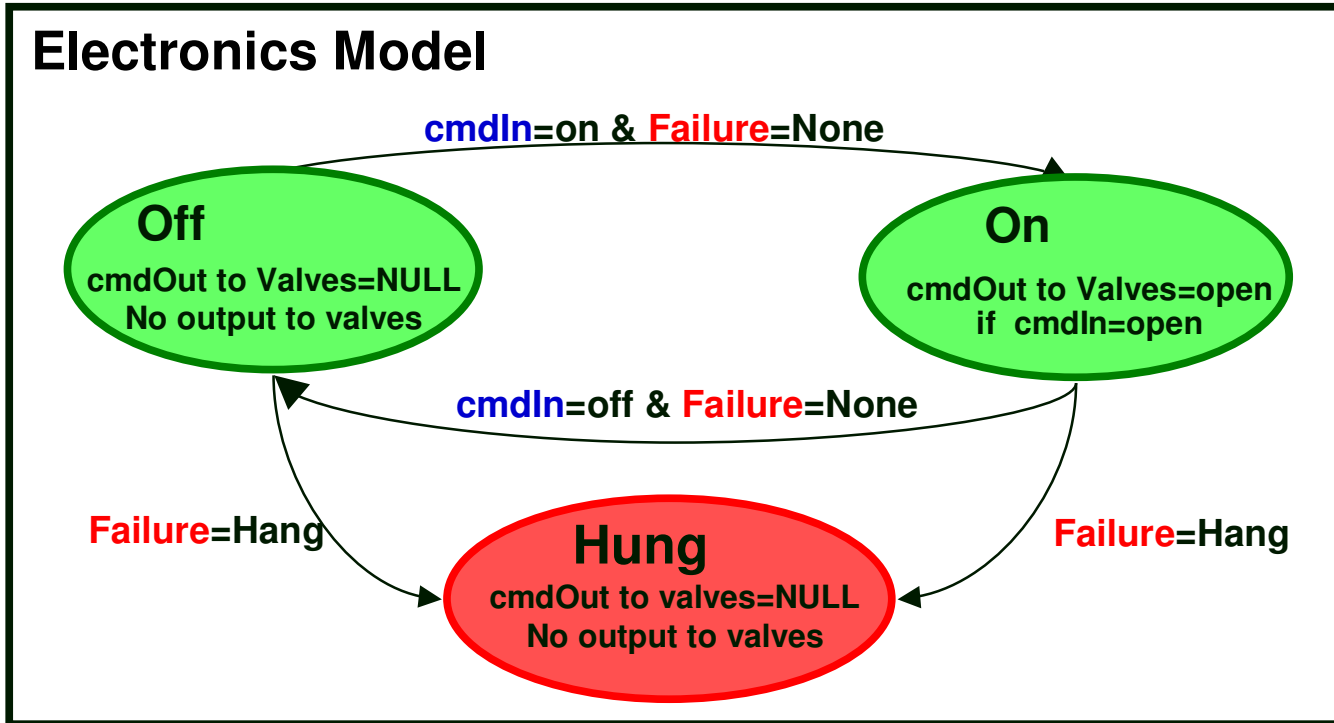 Electronics Model
cmdIn=on & Failure=None
Off
cmdOut to Valves=NULL
No output to valves
On
cmdOut to Valves=open
if cmdIn=open
cmdIn=off & Failure=None
Failure=Hang
Hung
cmdOut to valves=NULL
No output to valves
Failure=Hang